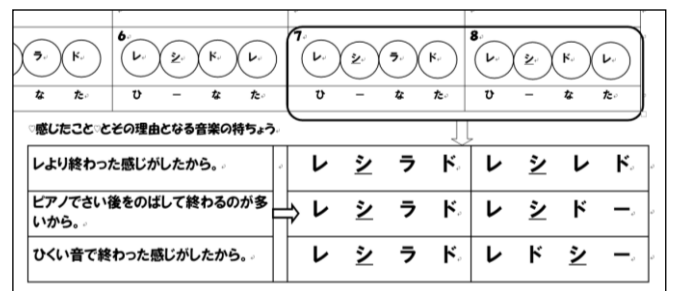 6 7 8
ラ ド レ シ ド レ レ シ ラ ド レ シ ド レ
な た ひ ー な た ひ ー な た ひ ー な た
♡感じたこと♡とその理由となる音楽の特ちょう
レより終わった感じがしたから。 レ シ ラ ド レ シ レ ド
ピアノでさい後をのばして終わるのが多
いから。 レ シ ラ ド レ シ ド ー
ひくい音で終わった感じがしたから。 レ シ ラ ド レ ド シ ー